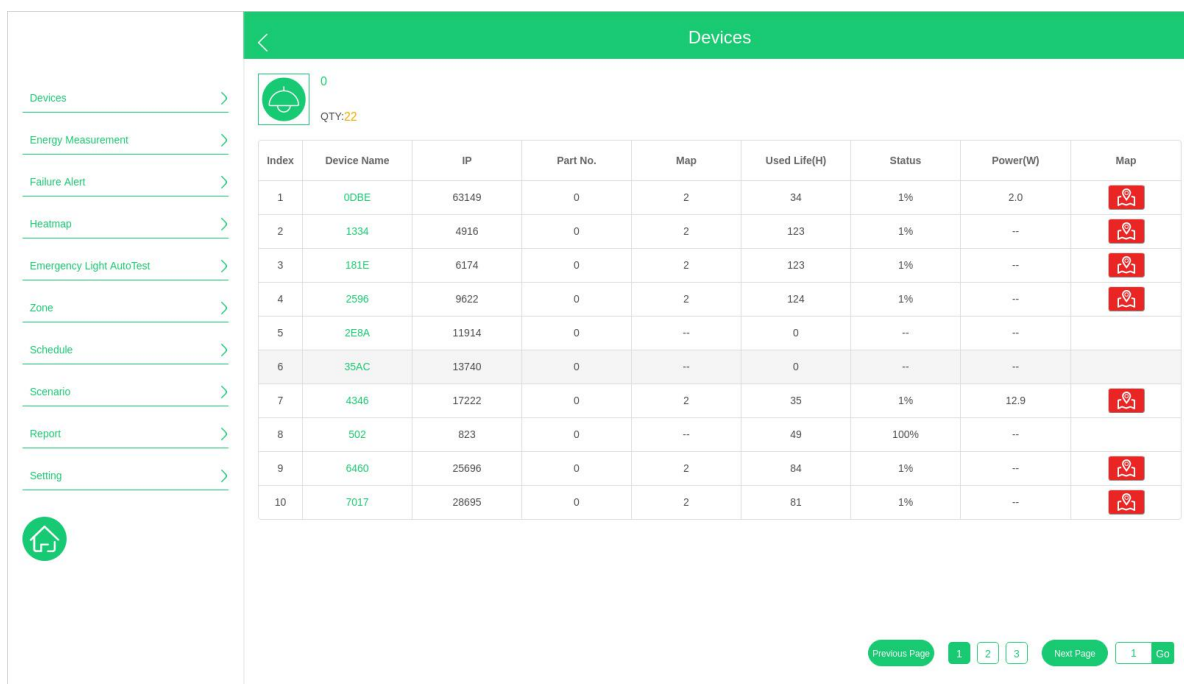 Devices
Devices
Energy Measurement
Failure Alert
Heatmap
Emergency Light AutoTest
Zone
Schedule
Scenario
Report
Setting
0
QTY:22
Index Device Name IP Part No. Map Used Life(H) Status Power(W) Map
1 0DBE 63149 0 2 34 1% 2.0
2 1334 4916 0 2 123 1% --
3 181E 6174 0 2 123 1% --
4 2596 9622 0 2 124 1% --
5 2E8A 11914 0 -- 0 -- --
6 35AC 13740 0 -- 0 -- --
7 4346 17222 0 2 35 1% 12.9
8 502 823 0 -- 49 100% --
9 6460 25696 0 2 84 1% --
10 7017 28695 0 2 81 1% --
Previous Page 1 2 3 Next Page 1 Go